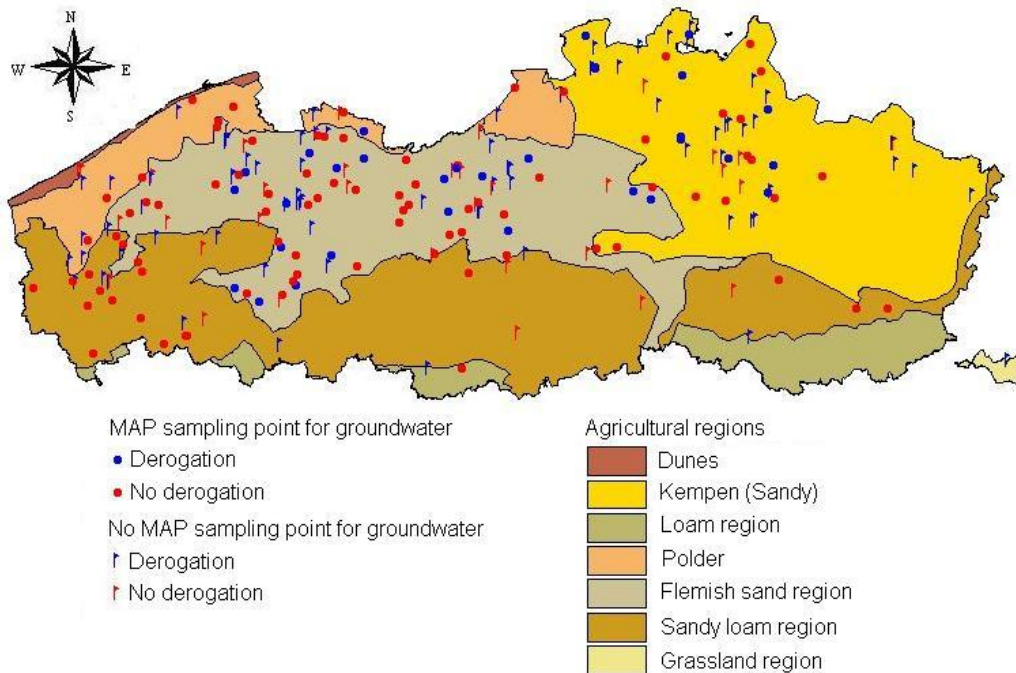 N
W E
S
MAP sampling point for groundwater
Derogation
No derogation
No MAP sampling point for groundwater
Derogation
No derogation
Agricultural regions
Dunes
Kempen (Sandy)
Loam region
Polder
Flemish sand region
Sandy loam region
Grassland region